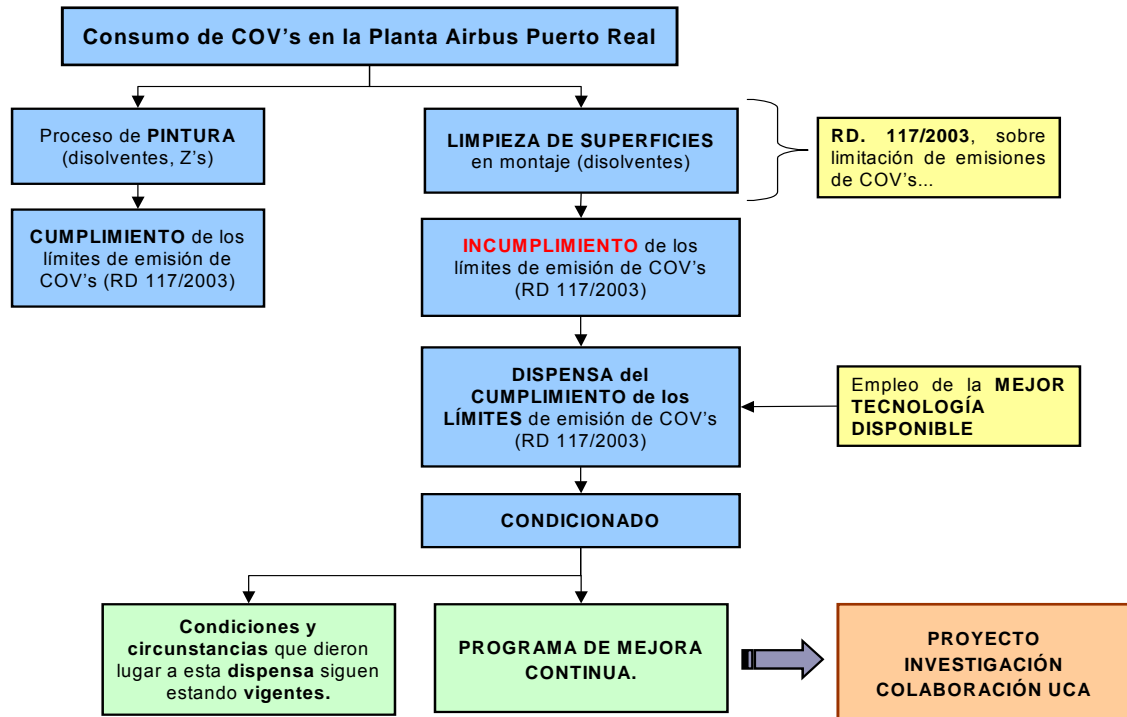 Consumo de COV's en la Planta Airbus Puerto Real
Proceso de PINTURA
(disolventes, Z's)
LIMPIEZA DE SUPERFICIES
en montaje (disolventes)
RD. 117/2003, sobre
limitación de emisiones
de COV's...
CUMPLIMIENTO de los
límites de emisión de
COV's (RD 117/2003)
INCUMPLIMIENTO de los
límites de emisión de COV's
(RD 117/2003)
DISPENSA del
CUMPLIMIENTO de los
LÍMITES de emisión de COV's
(RD 117/2003)
Empleo de la MEJOR
TECNOLOGÍA
DISPONIBLE
CONDICIONADO
Condiciones y
circunstancias que dieron
lugar a esta dispensa siguen
estando vigentes.
PROGRAMA DE MEJORA
CONTINUA.
PROYECTO
INVESTIGACIÓN
COLABORACIÓN UCA